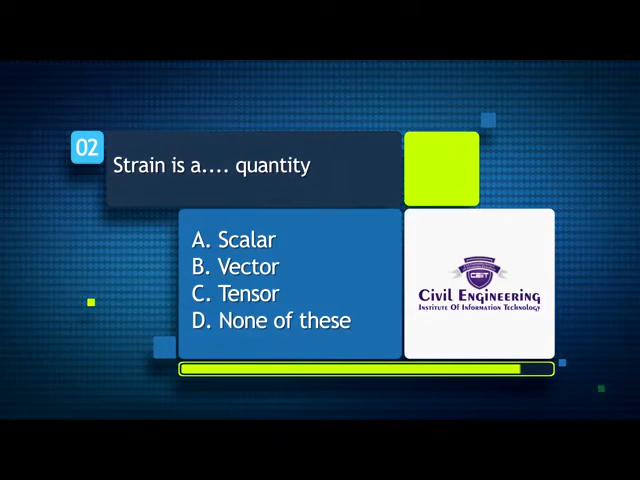 02
Strain is a.... quantity
A. Scalar
B. Vector
C. Tensor
D. None of these
Civil Engineering
Institute Of Information Technology